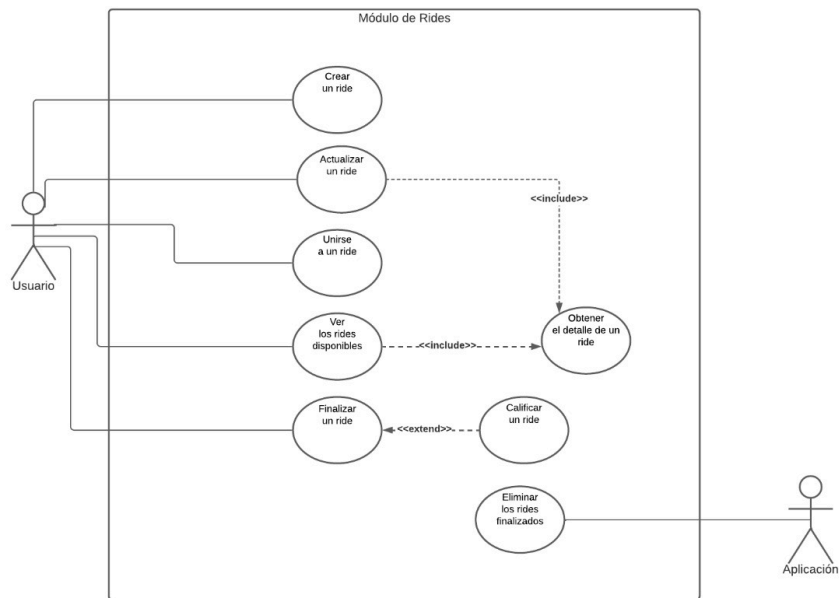 Módulo de Rides
Crear
un ride
Actualizar
un ride
<<include>>
Usuario
Unirse
a un ride
Ver
los rides
disponibles
<<include>>
Obtener
el detalle de un
ride
Finalizar
un ride
<<extend>>
Calificar
un ride
Eliminar
los rides
finalizados
Aplicación